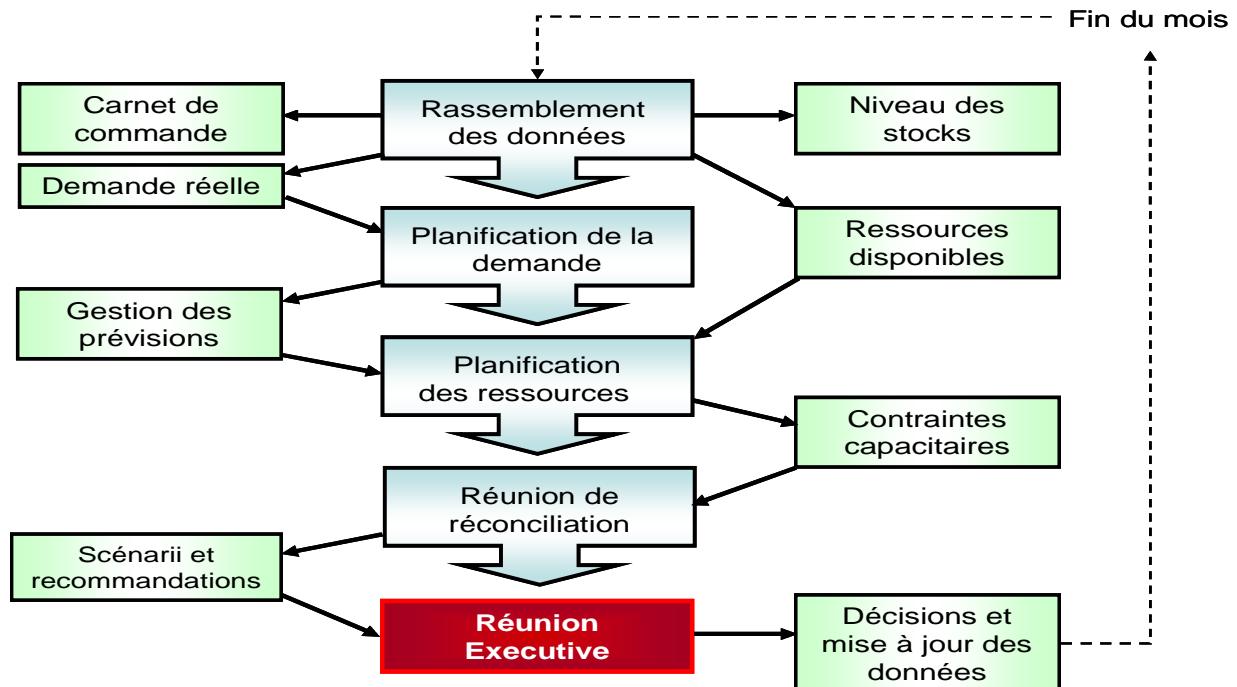 Fin du mois
Carnet de
commande
Rassemblement
des données
Niveau des
stocks
Demande réelle
Planification de la
demande
Ressources
disponibles
Gestion des
prévisions
Planification
des ressources
Contraintes
capacitaires
Réunion de
réconciliation
Scénarii et
recommandations
Réunion
Executive
Décisions et
mise à jour des
données